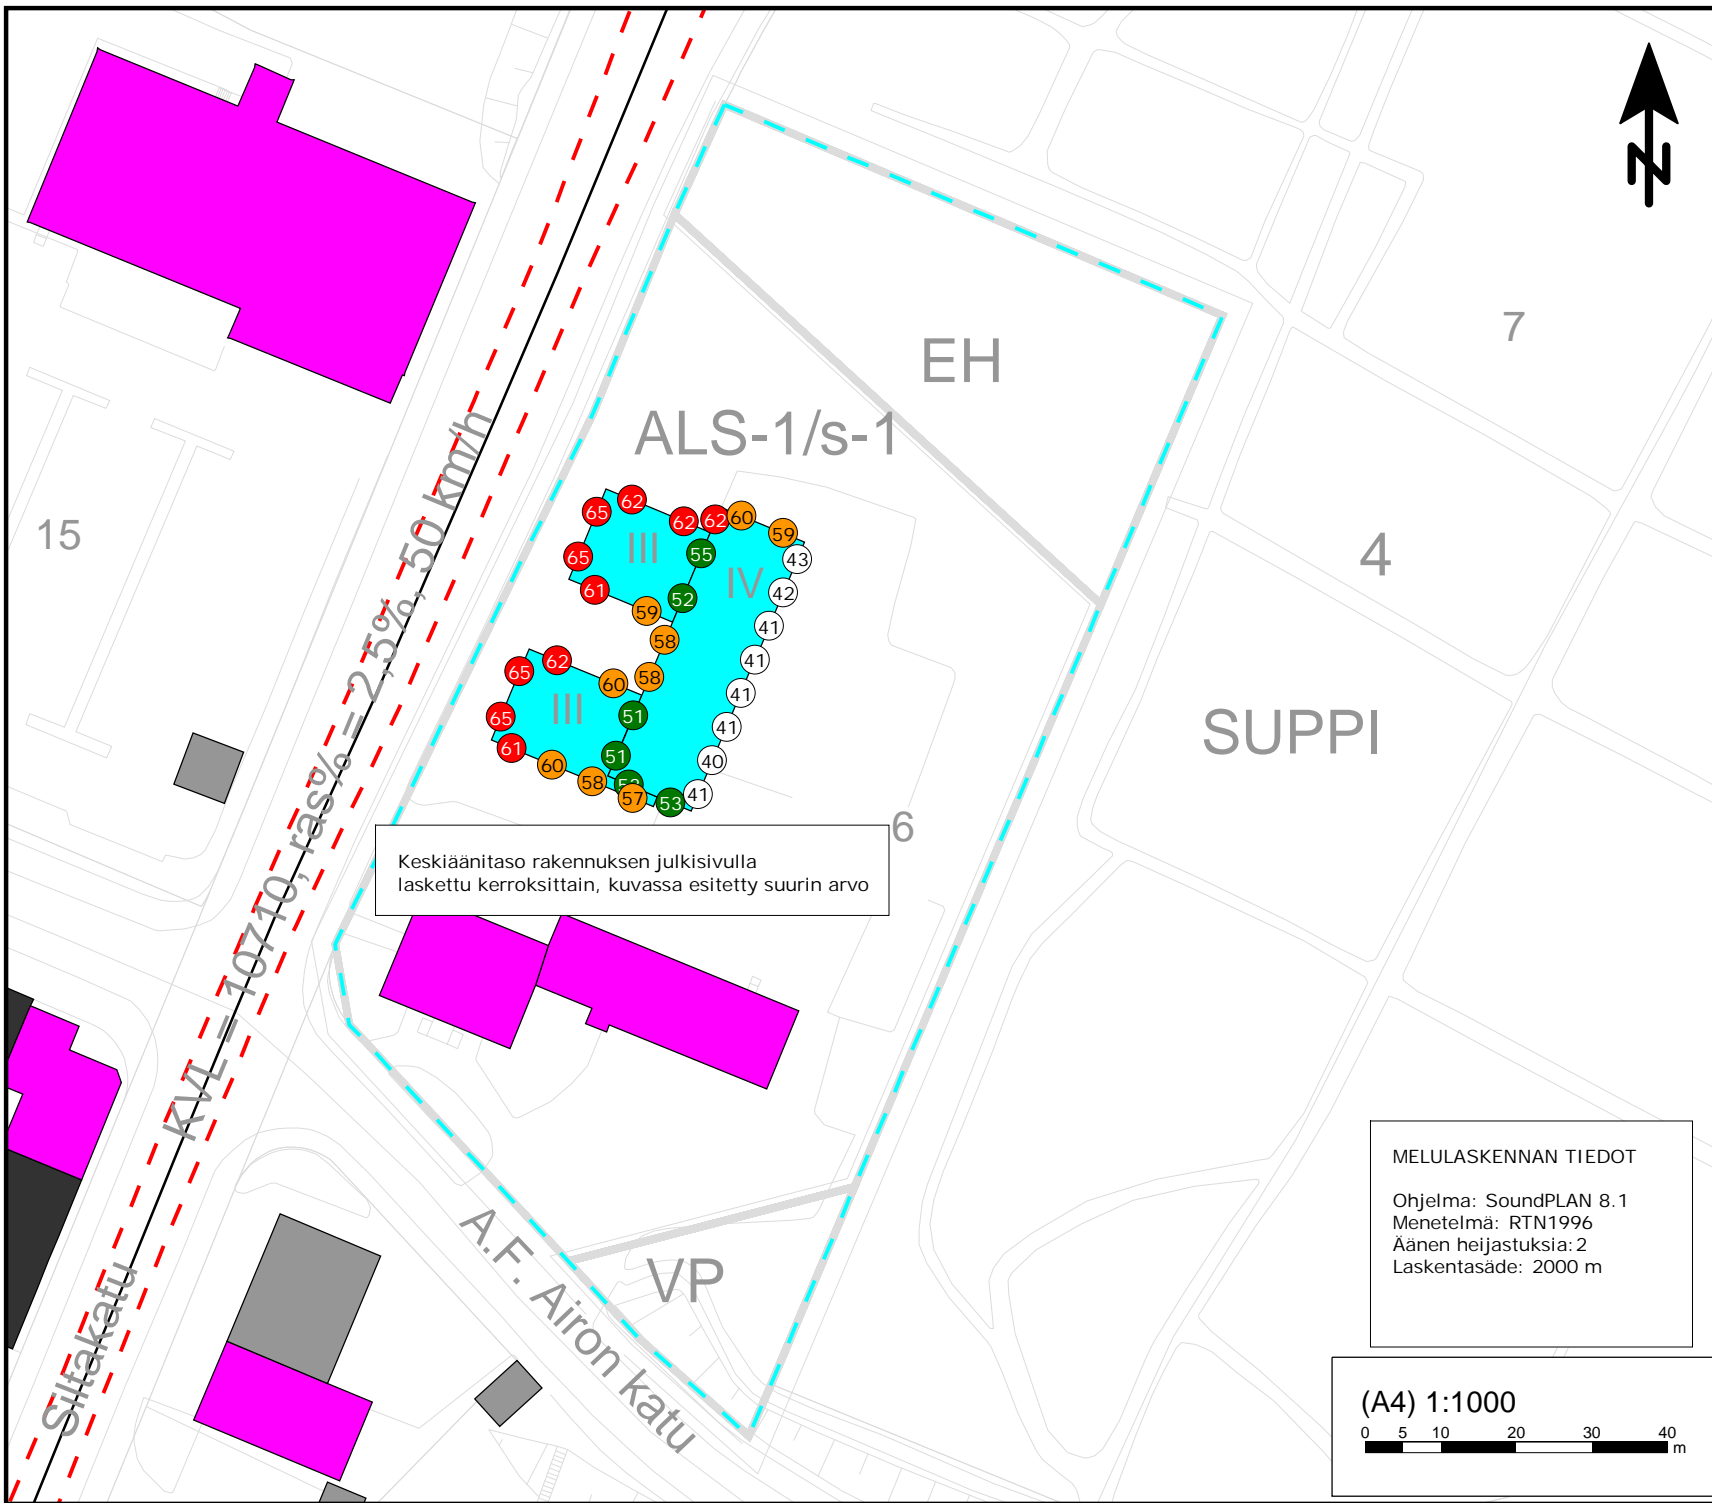 N
EH
7
ALS-1/s-1
15
4
SUPPI
6
KVL = 10710, ras% = 2,5%, 50 km/h
Siltakatu
A.F. Airon katu
VP
III
IV
III
62
65
62
62
60
59
65
55
43
61
52
42
59
41
58
62
41
65
58
60
41
65
51
41
61
51
40
60
58
57
53
41
Keskiäänitaso rakennuksen julkisivulla
laskettu kerroksittain, kuvassa esitetty suurin arvo
MELULASKENNAN TIEDOT
Ohjelma: SoundPLAN 8.1
Menetelmä: RTN1996
Äänen heijastuksia: 2
Laskentasäde: 2000 m
(A4) 1:1000
0 5 10 20 30 40
m